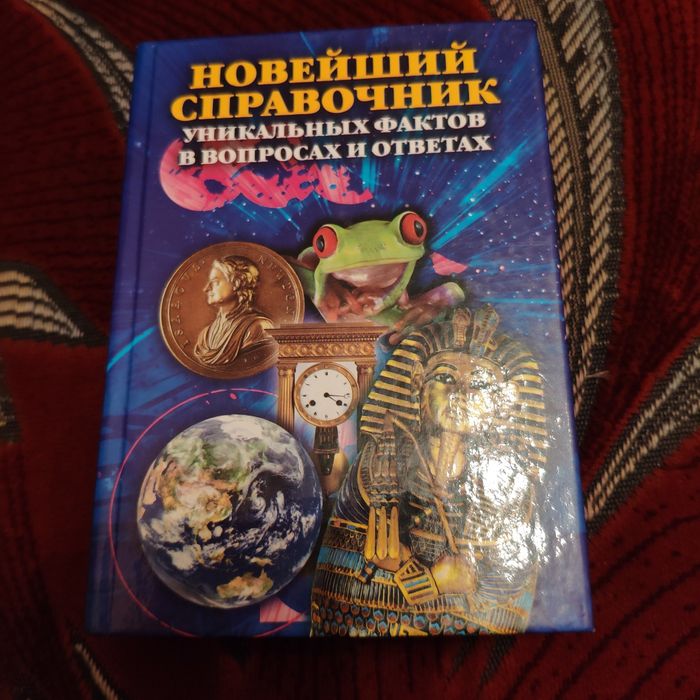 НОВЕЙШИЙ
СПРАВОЧНИК
УНИКАЛЬНЫХ ФАКТОВ
В ВОПРОСАХ И ОТВЕТАХ